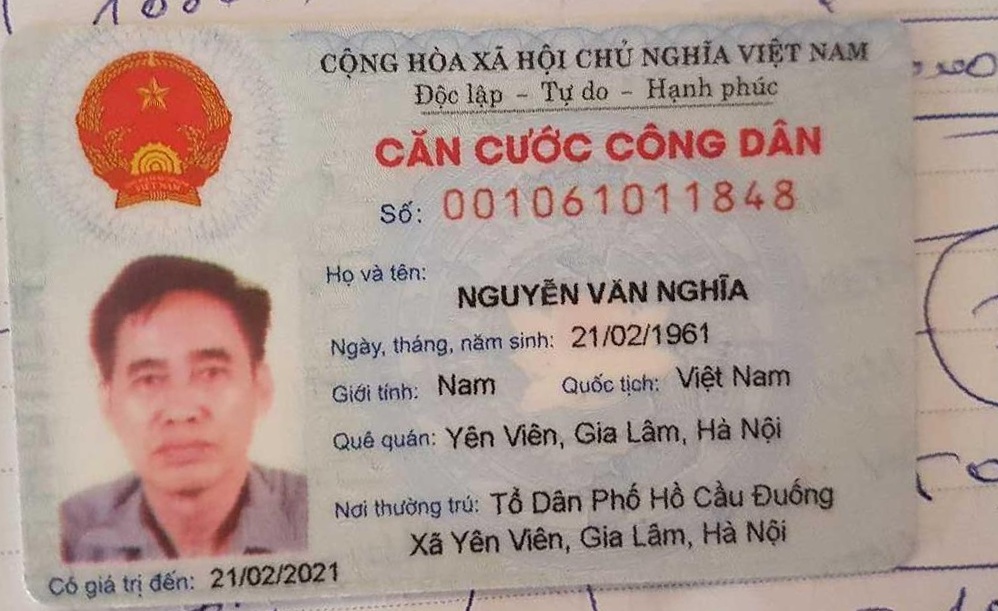 CỘNG HÒA XÃ HỘI CHỦ NGHĨA VIỆT NAM
Độc lập - Tự do - Hạnh phúc
CĂN CƯỚC CÔNG DÂN
Số: 001061011848
Họ và tên:
NGUYỄN VĂN NGHĨA
Ngày, tháng, năm sinh: 21/02/1961
Giới tính: Nam Quốc tịch: Việt Nam
Quê quán: Yên Viên, Gia Lâm, Hà Nội
Nơi thường trú: Tổ Dân Phố Hồ Cầu Đuống
Xã Yên Viên, Gia Lâm, Hà Nội
Có giá trị đến: 21/02/2021